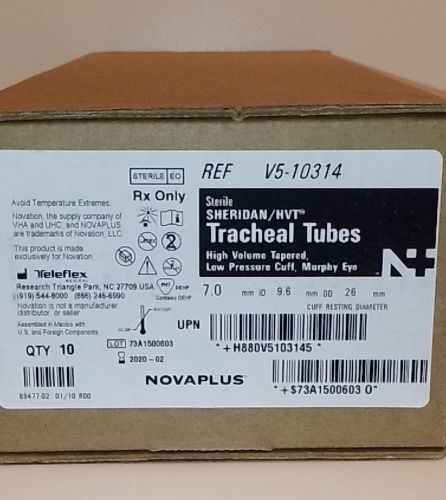 STERILE EO
REF V5-10314
Avoid Temperature Extremes.
Rx Only
Novation, the supply company of
VHA and UHC, and NOVAPLUS
are trademarks of Novation, LLC.
This product is made
exclusively for Novation.
Teleflex
MEDICAL
Research Triangle Park, NC 27709 USA
(919) 544-8000 (866) 246-6990
Novation is not a manufacturer,
distributor, or seller
Assembled in Mexico with
U.S. and Foreign Components
QTY 10
69477-02 01/10 R00
PHT DEHP
Contains DEHP
LOT 73A1500603
2020-02
NOVAPLUS®
Sterile
SHERIDAN/HVT®
Tracheal Tubes
High Volume Tapered,
Low Pressure Cuff, Murphy Eye
N+
7.0 mm ID 9.6 mm OD 26 mm
CUFF RESTING DIAMETER
UPN
*+H880V5103145*
*+$73A1500603 0*